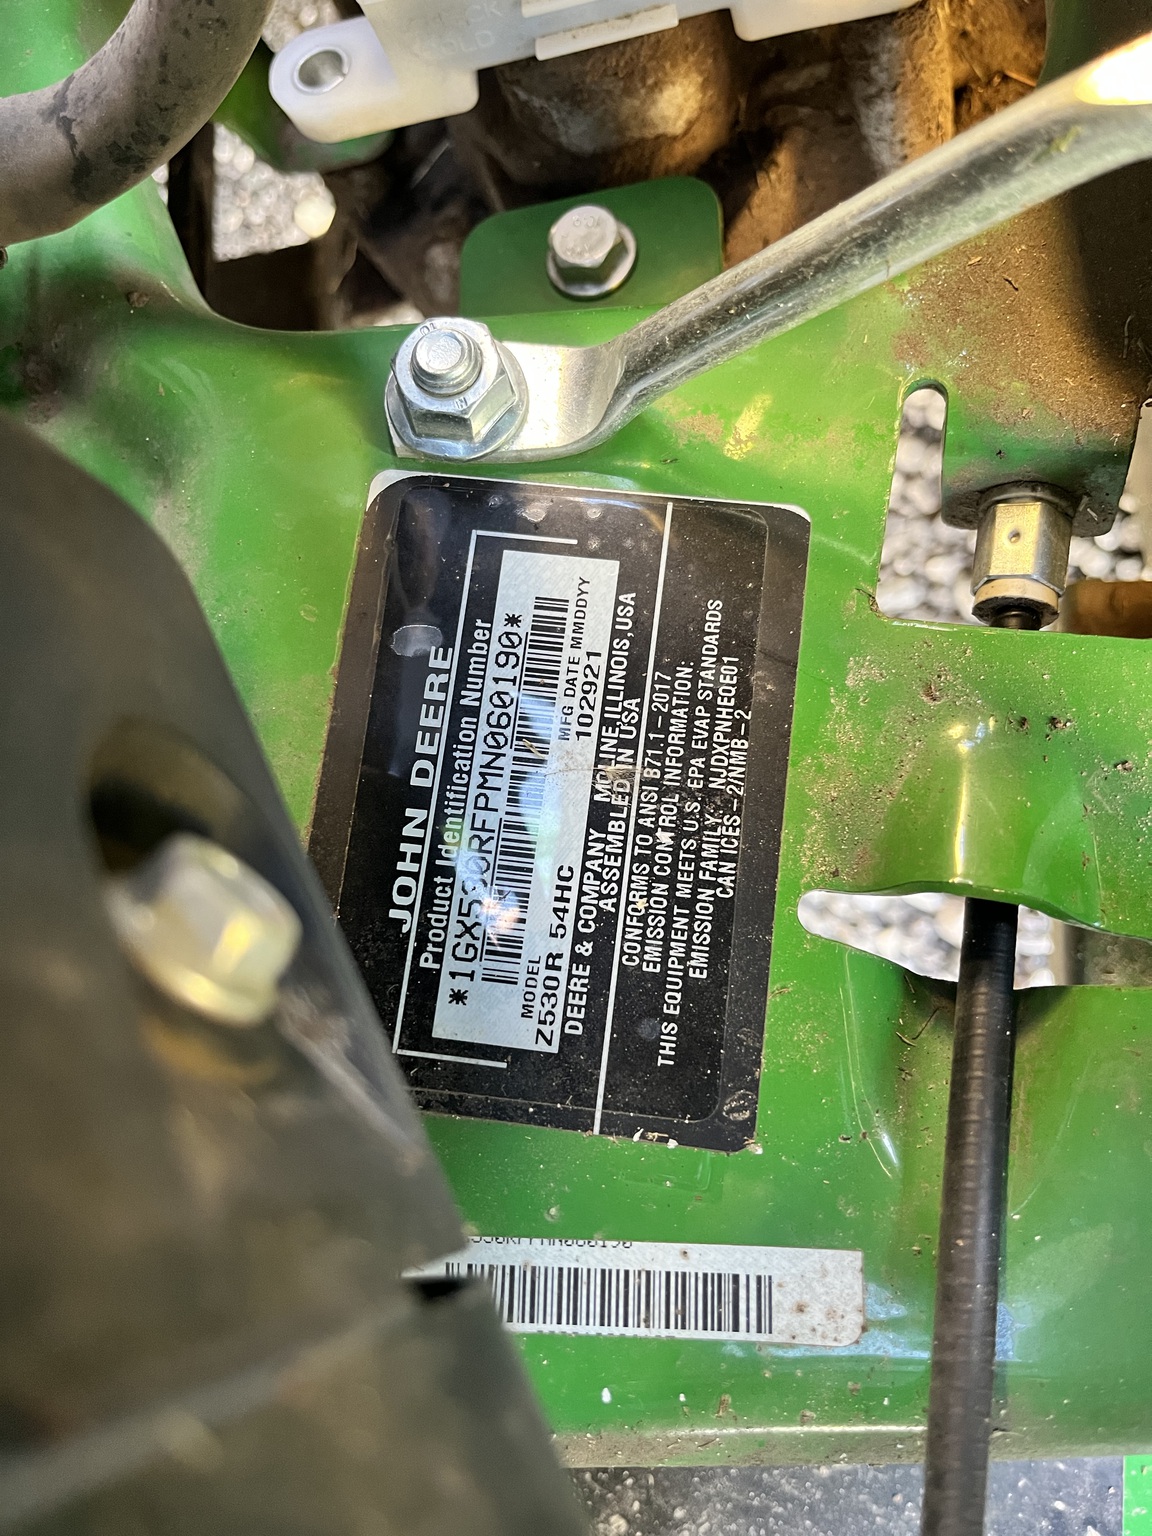 JOHN DEERE
Product Identification Number
*1GX530RFPMN060190*
MODEL
Z530R 54HC
MFG DATE MMDDYY
102921
DEERE & COMPANY MOLINE, ILLINOIS, USA
ASSEMBLED IN USA
CONFORMS TO ANSI B71.1-2017
EMISSION CONTROL INFORMATION:
THIS EQUIPMENT MEETS U.S. EPA EVAP STANDARDS
EMISSION FAMILY: NJDXPNHEQE01
CAN ICES-2/NMB-2